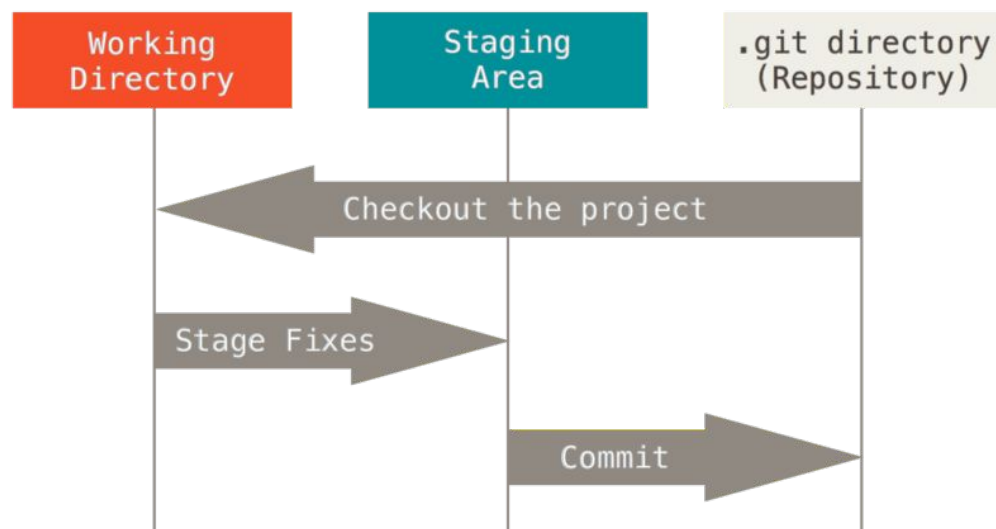 Working
Directory
Staging
Area
.git directory
(Repository)
Checkout the project
Stage Fixes
Commit